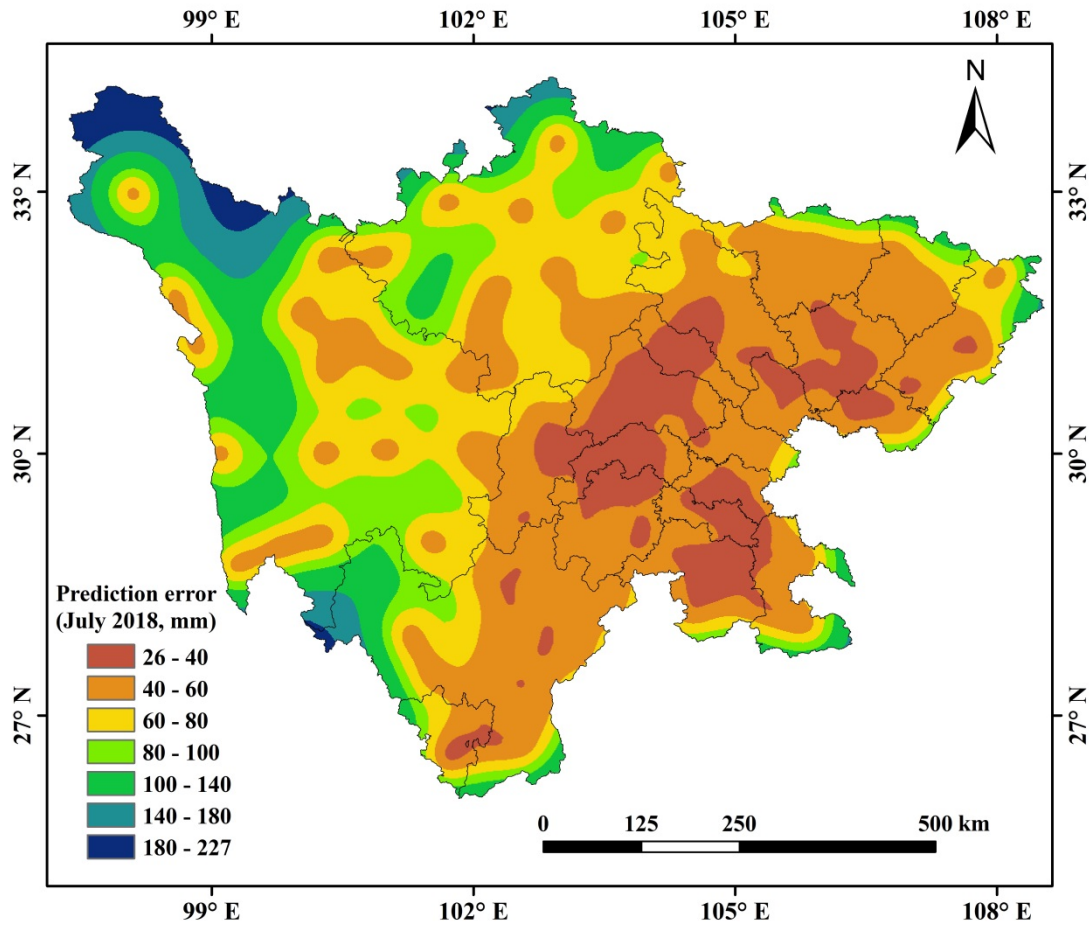 99° E 102° E 105° E 108° E
N
33° N 33° N
30° N 30° N
27° N 27° N
Prediction error
(July 2018, mm)
26 - 40
40 - 60
60 - 80
80 - 100
100 - 140
140 - 180
180 - 227
0 125 250 500 km
99° E 102° E 105° E 108° E